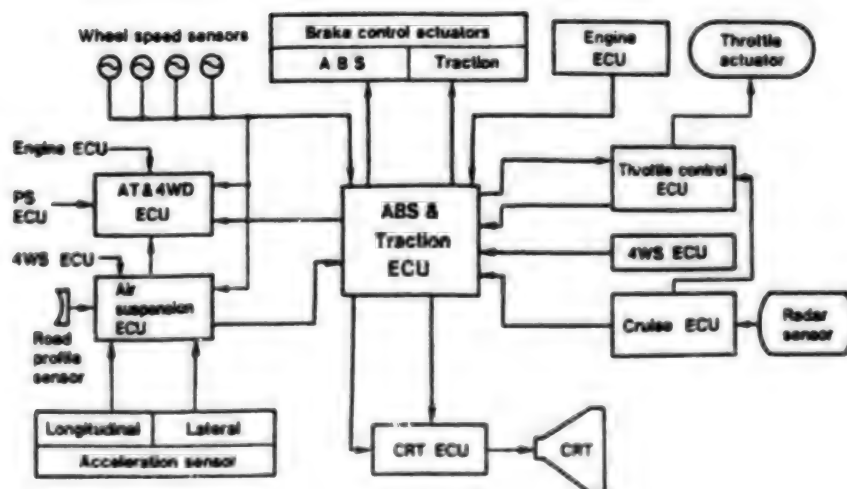 Wheel speed sensors
Brake control actuators
ABS
Traction
Engine
ECU
Throttle
actuator
Engine ECU
PS
ECU
AT & 4WD
ECU
4WS ECU
Air
suspension
ECU
Road
profile
sensor
Longitudinal
Lateral
Acceleration sensor
ABS &
Traction
ECU
Throttle control
ECU
4WS ECU
Cruise ECU
Radar
sensor
CRT ECU
CRT